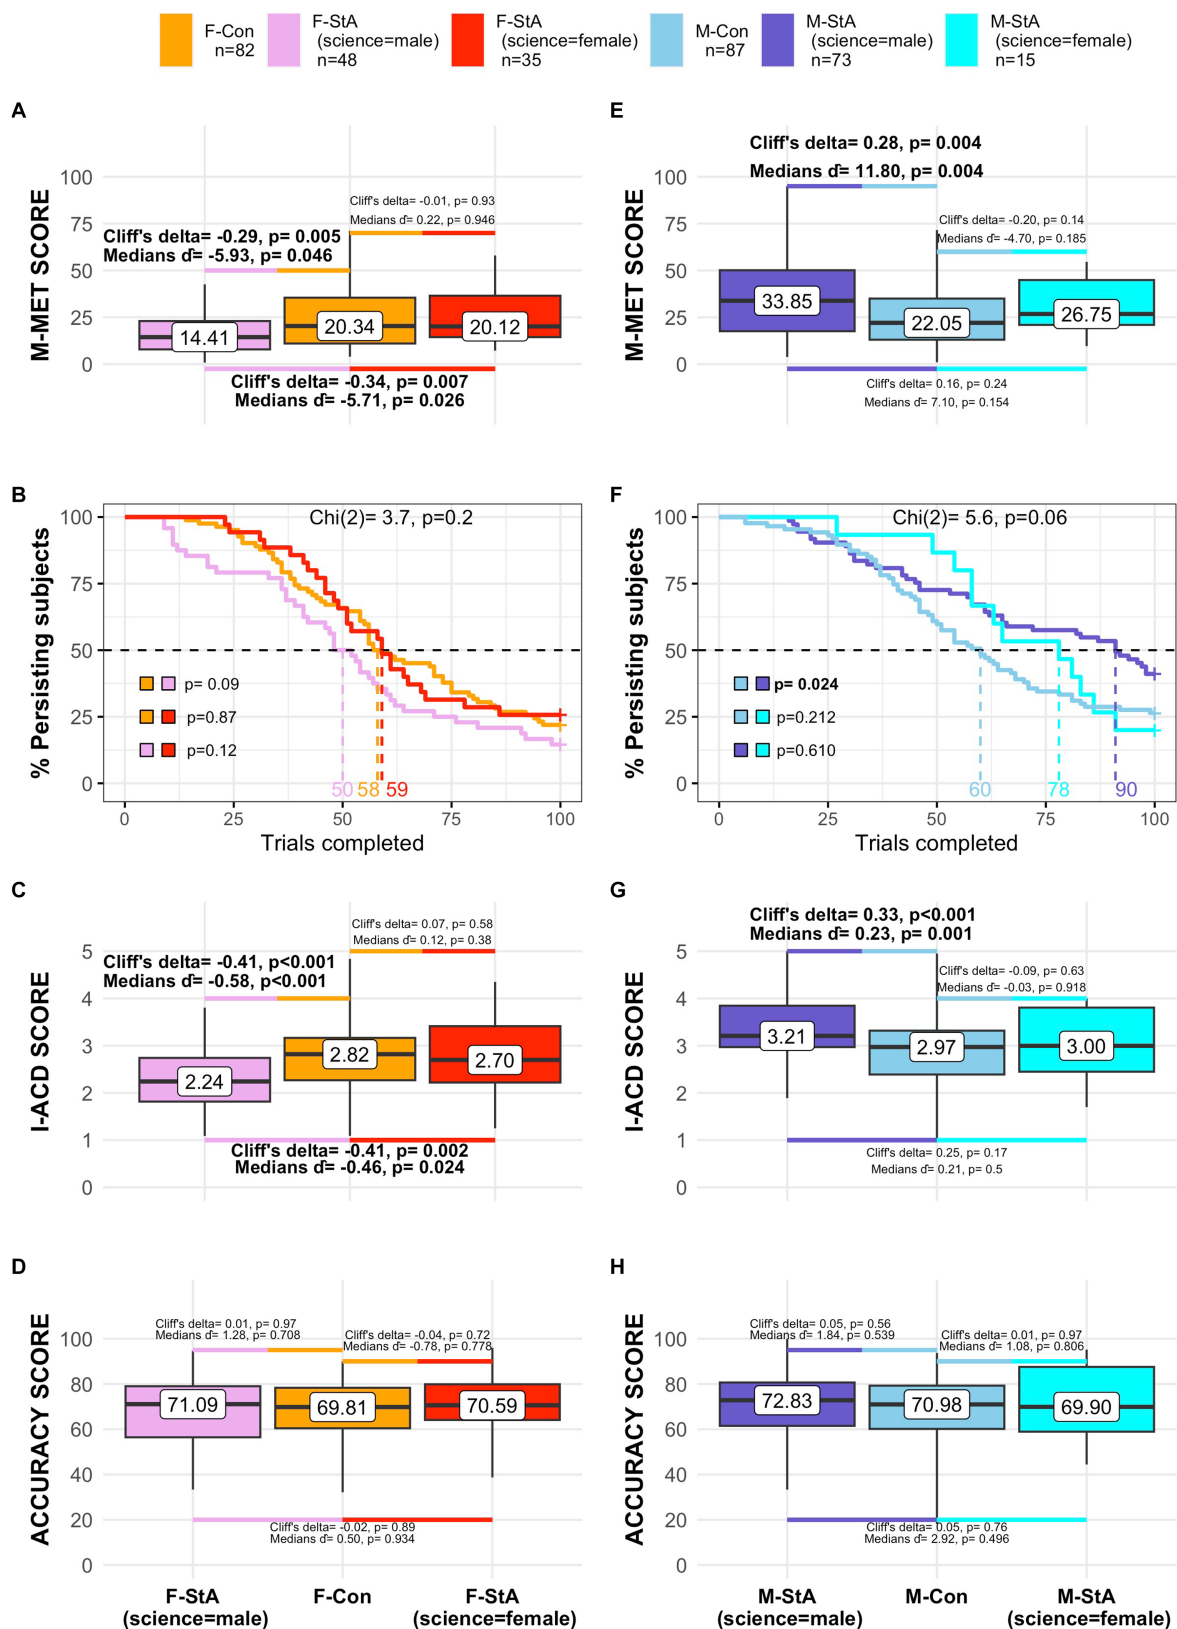 F-Con
n=82
F-StA
(science=male)
n=48
F-StA
(science=female)
n=35
M-Con
n=87
M-StA
(science=male)
n=73
M-StA
(science=female)
n=15
A
M-MET SCORE
100
75
50
25
0
Cliff's delta= -0.29, p= 0.005
Medians d̂= -5.93, p= 0.046
Cliff's delta= -0.01, p= 0.93
Medians d̂= 0.22, p= 0.946
14.41
20.34
20.12
Cliff's delta= -0.34, p= 0.007
Medians d̂= -5.71, p= 0.026
E
M-MET SCORE
100
75
50
25
0
Cliff's delta= 0.28, p= 0.004
Medians d̂= 11.80, p= 0.004
Cliff's delta= -0.20, p= 0.14
Medians d̂= -4.70, p= 0.185
33.85
22.05
26.75
Cliff's delta= 0.16, p= 0.24
Medians d̂= 7.10, p= 0.154
B
% Persisting subjects
100
75
50
25
0
Chi(2)= 3.7, p=0.2
p= 0.09
p=0.87
p=0.12
50
58
59
0
25
50
75
100
Trials completed
F
% Persisting subjects
100
75
50
25
0
Chi(2)= 5.6, p=0.06
p=0.024
p=0.212
p=0.610
60
78
90
0
25
50
75
100
Trials completed
C
I-ACD SCORE
5
4
3
2
1
0
Cliff's delta= -0.41, p<0.001
Medians d̂= -0.58, p<0.001
Cliff's delta= 0.07, p= 0.58
Medians d̂= 0.12, p= 0.38
2.24
2.82
2.70
Cliff's delta= -0.41, p= 0.002
Medians d̂= -0.46, p= 0.024
G
I-ACD SCORE
5
4
3
2
1
0
Cliff's delta= 0.33, p<0.001
Medians d̂= 0.23, p= 0.001
Cliff's delta= -0.09, p= 0.63
Medians d̂= -0.03, p= 0.918
3.21
2.97
3.00
Cliff's delta= 0.25, p= 0.17
Medians d̂= 0.21, p= 0.5
D
ACCURACY SCORE
100
80
60
40
20
0
Cliff's delta= 0.01, p= 0.97
Medians d̂= 1.28, p= 0.708
Cliff's delta= -0.04, p= 0.72
Medians d̂= -0.78, p= 0.778
71.09
69.81
70.59
Cliff's delta= -0.02, p= 0.89
Medians d̂= 0.50, p= 0.934
F-StA
(science=male)
F-Con
F-StA
(science=female)
H
ACCURACY SCORE
100
80
60
40
20
0
Cliff's delta= 0.05, p= 0.56
Medians d̂= 1.84, p= 0.539
Cliff's delta= 0.01, p= 0.97
Medians d̂= 1.08, p= 0.806
72.83
70.98
69.90
Cliff's delta= 0.05, p= 0.76
Medians d̂= 2.92, p= 0.496
M-StA
(science=male)
M-Con
M-StA
(science=female)